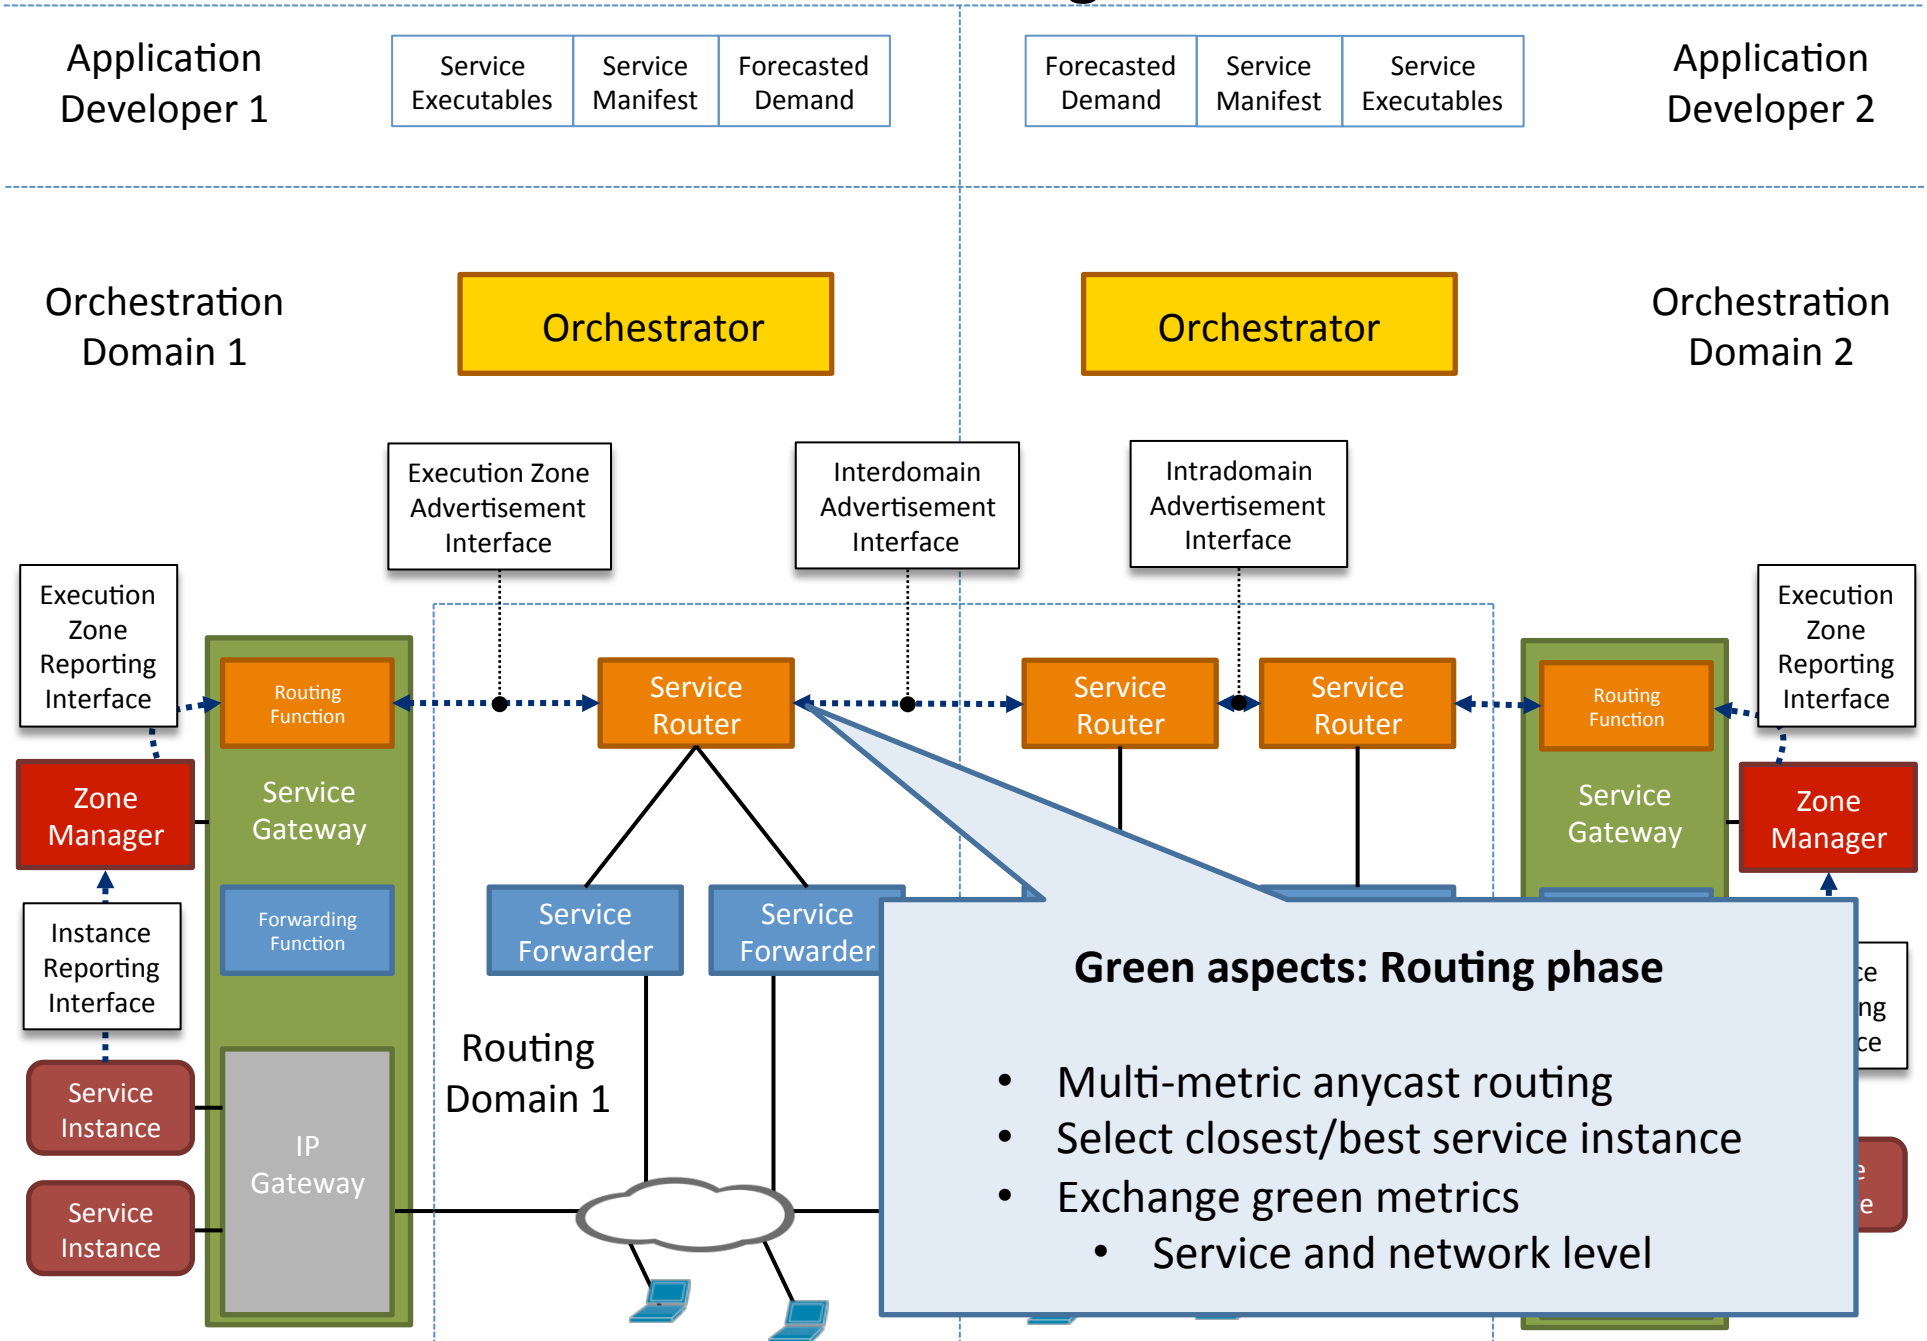 Application
Developer 1
Service
Executables
Service
Manifest
Forecasted
Demand
Forecasted
Demand
Service
Manifest
Service
Executables
Application
Developer 2
Orchestration
Domain 1
Orchestrator
Orchestrator
Orchestration
Domain 2
Execution Zone
Advertisement
Interface
Interdomain
Advertisement
Interface
Intradomain
Advertisement
Interface
Execution
Zone
Reporting
Interface
Execution
Zone
Reporting
Interface
Routing
Function
Service
Router
Service
Router
Service
Router
Routing
Function
Zone
Manager
Service
Gateway
Service
Gateway
Zone
Manager
Forwarding
Function
Service
Forwarder
Service
Forwarder
Instance
Reporting
Interface
Green aspects: Routing phase
• Multi-metric anycast routing
• Select closest/best service instance
• Exchange green metrics
• Service and network level
ce
ng
ce
Routing
Domain 1
Service
Instance
IP
Gateway
Service
Instance
e
e